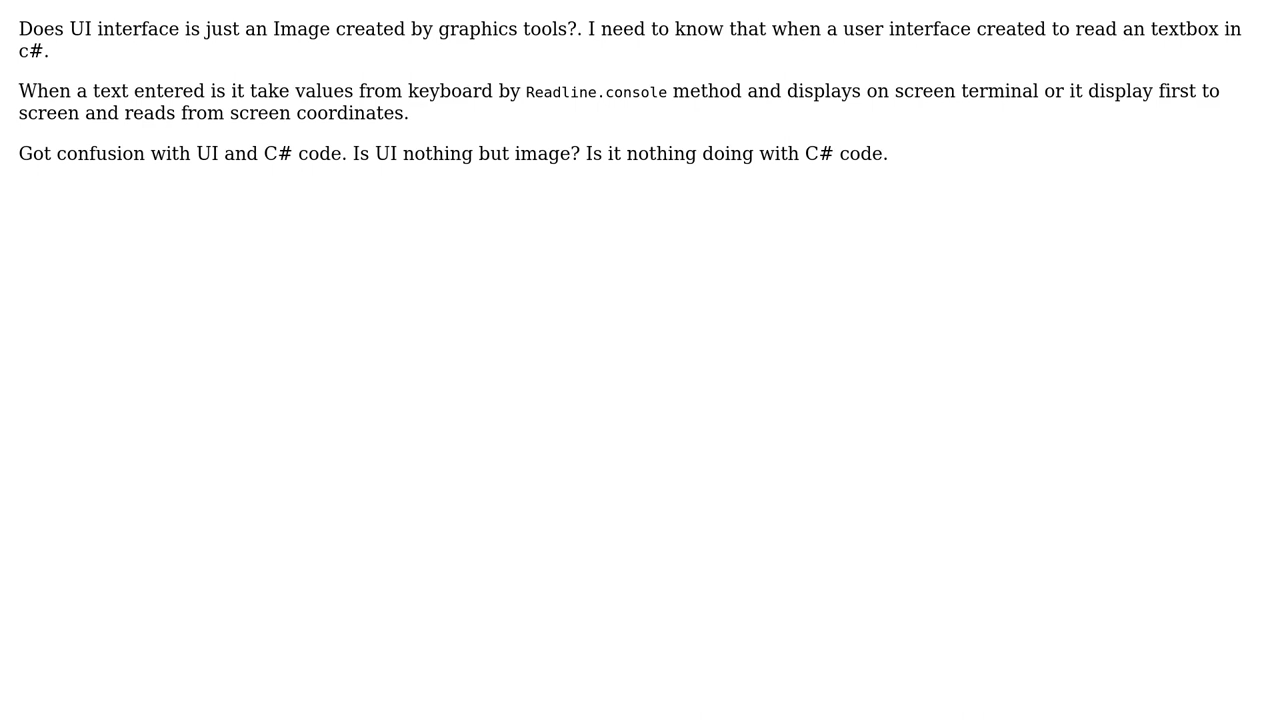 Does UI interface is just an Image created by graphics tools?. I need to know that when a user interface created to read an textbox in
c#.
When a text entered is it take values from keyboard by Readline.console method and displays on screen terminal or it display first to
screen and reads from screen coordinates.
Got confusion with UI and C# code. Is UI nothing but image? Is it nothing doing with C# code.